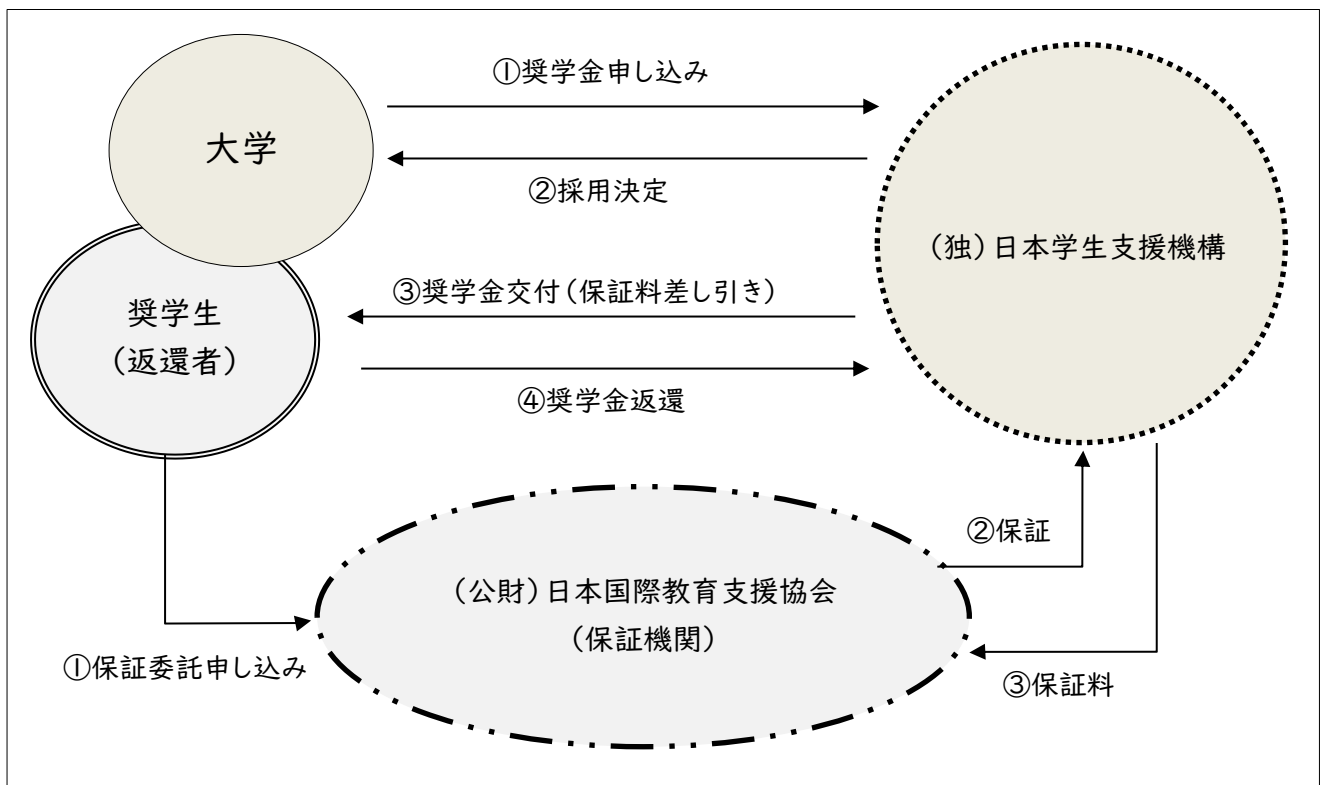 ①奨学金申し込み
大学
②採用決定
(独)日本学生支援機構
③奨学金交付(保証料差し引き)
奨学生
(返還者)
④奨学金返還
②保証
(公財)日本国際教育支援協会
(保証機関)
①保証委託申し込み
③保証料